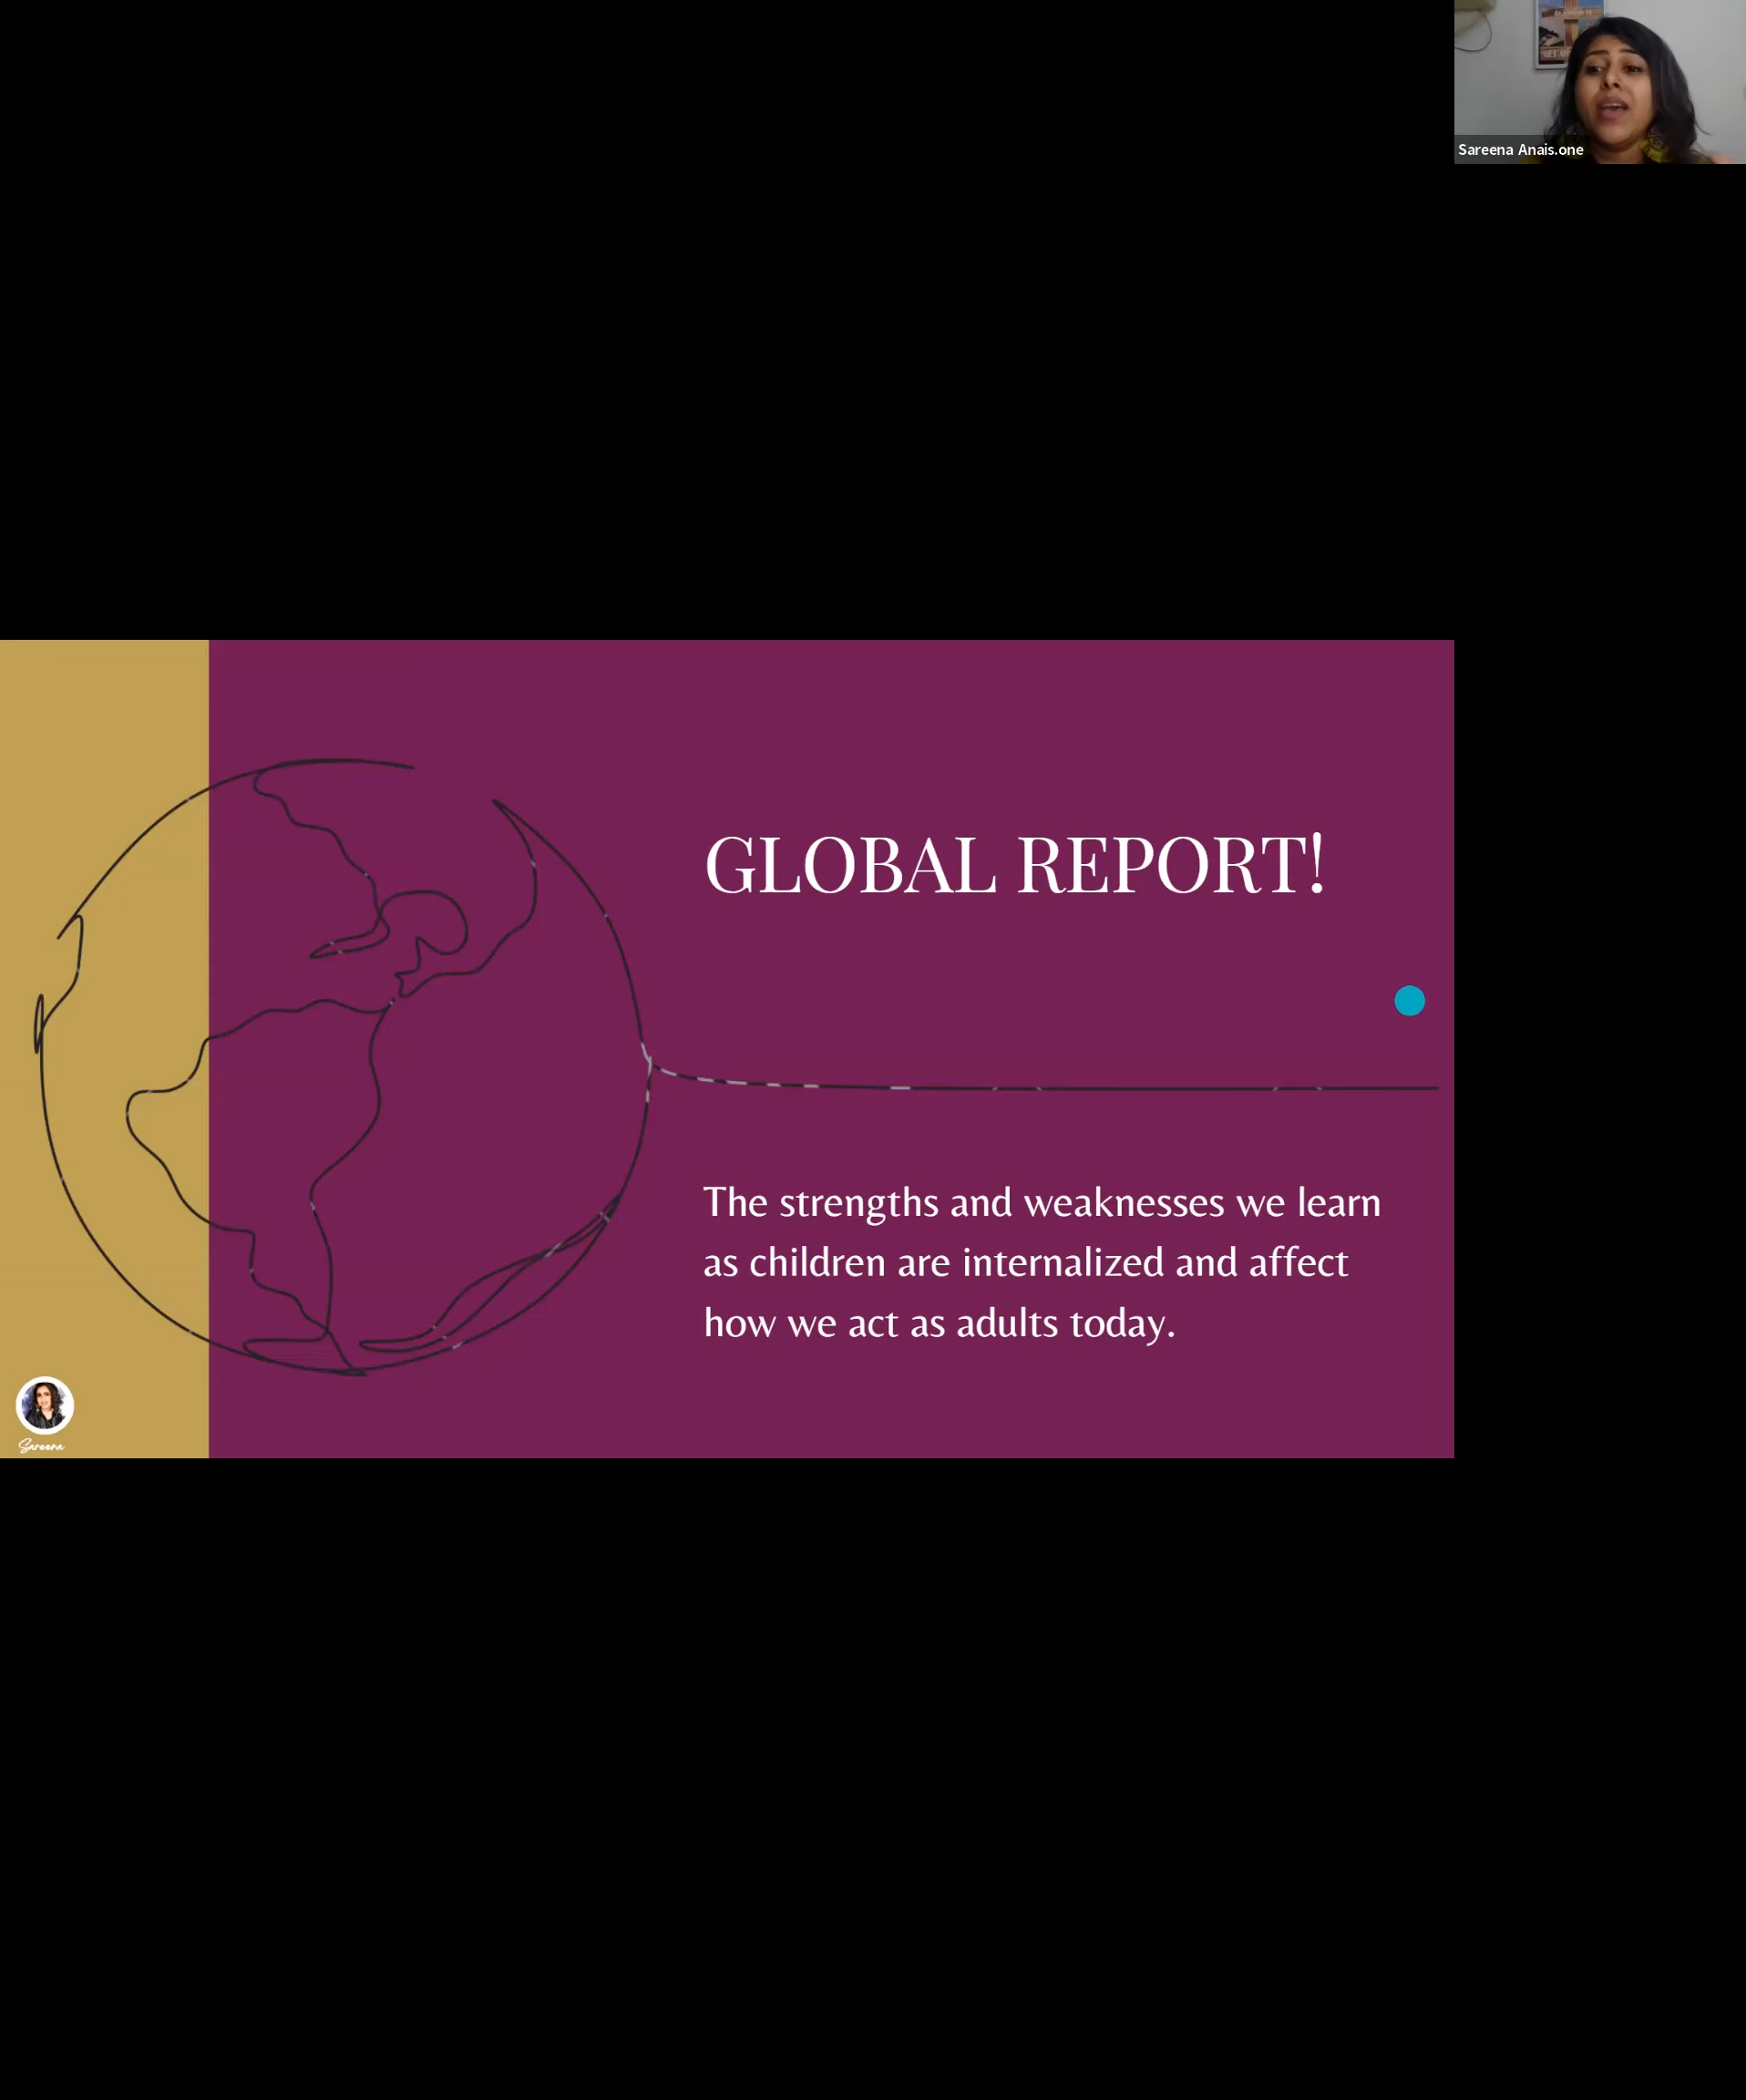 Sareena Anais.one
GLOBAL REPORT!
The strengths and weaknesses we learn
as children are internalized and affect
how we act as adults today.
Sareena